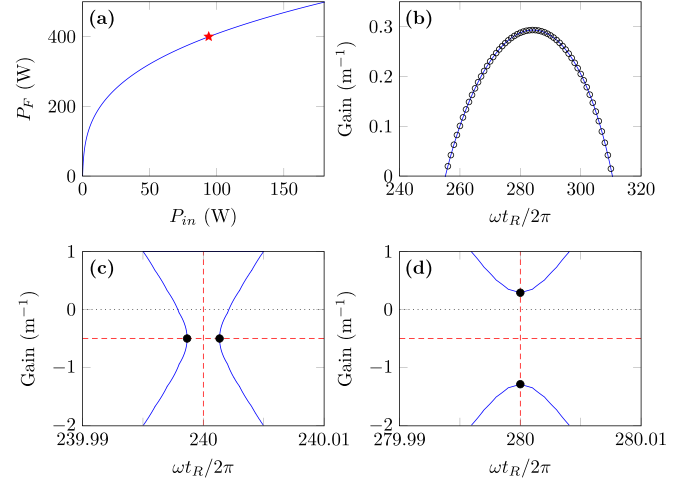 (a)
400
200
0
P_F (W)
0 50 100 150
P_in (W)
(b)
0.3
0.2
0.1
0
Gain (m⁻¹)
240 260 280 300 320
ωt_R/2π
(c)
1
0
−1
−2
Gain (m⁻¹)
239.99 240 240.01
ωt_R/2π
(d)
1
0
−1
−2
Gain (m⁻¹)
279.99 280 280.01
ωt_R/2π